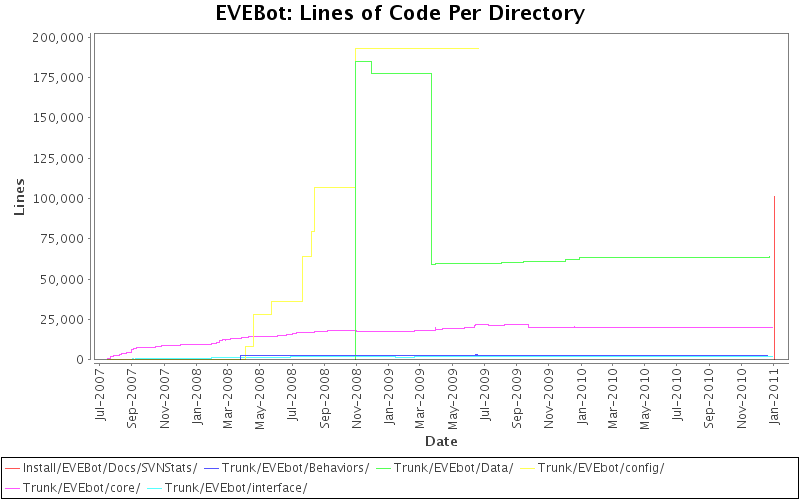 EVEBot: Lines of Code Per Directory
200,000
175,000
150,000
125,000
100,000
75,000
50,000
25,000
0
Lines
Jul-2007
Sep-2007
Nov-2007
Jan-2008
Mar-2008
May-2008
Jul-2008
Sep-2008
Nov-2008
Jan-2009
Mar-2009
May-2009
Jul-2009
Sep-2009
Nov-2009
Jan-2010
Mar-2010
May-2010
Jul-2010
Sep-2010
Nov-2010
Jan-2011
Date
Install/EVEBot/Docs/SVNStats/ Trunk/EVEbot/Behaviors/ Trunk/EVEbot/Data/ Trunk/EVEbot/config/
Trunk/EVEbot/core/ Trunk/EVEbot/interface/